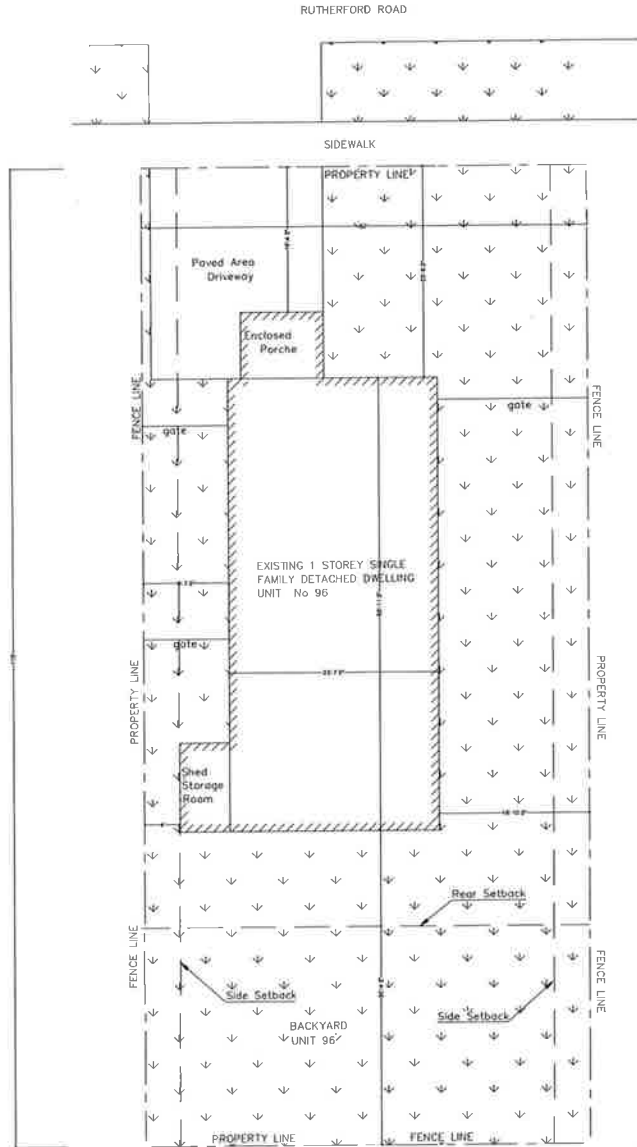 RUTHERFORD ROAD
SIDEWALK
PROPERTY LINE
Paved Area
Driveway
Enclosed
Porche
FENCE LINE
FENCE LINE
gate
gate
EXISTING 1 STOREY SINGLE
FAMILY DETACHED DWELLING
UNIT No 96
gate
PROPERTY LINE
PROPERTY LINE
Shed
Storage
Room
Rear Setback
FENCE LINE
FENCE LINE
Side Setback
Side Setback
BACKYARD
UNIT 96
PROPERTY LINE
FENCE LINE